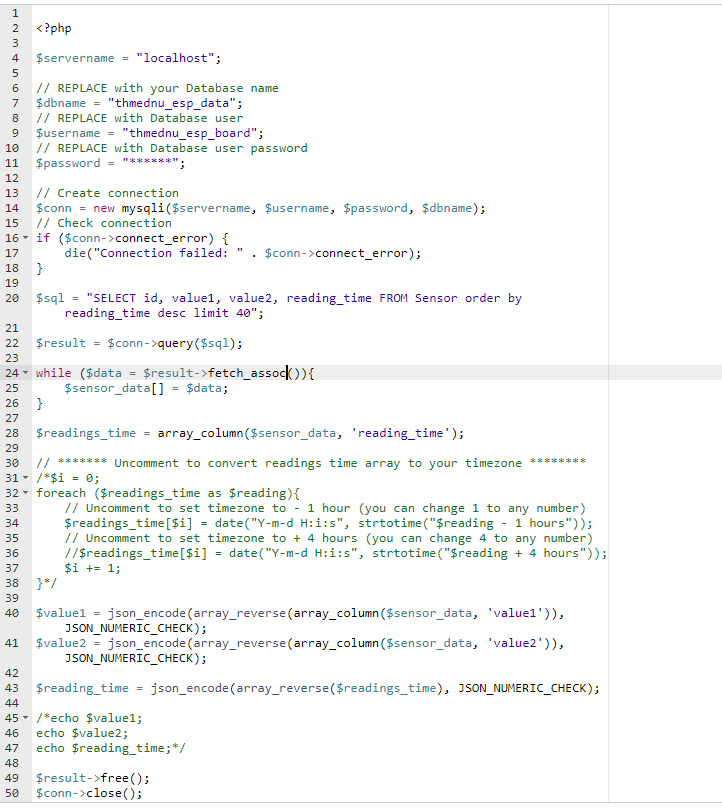 1
2 <?php
3
4 $servername = "localhost";
5
6 // REPLACE with your Database name
7 $dbname = "thmednu_esp_data";
8 // REPLACE with Database user
9 $username = "thmednu_esp_board";
10 // REPLACE with Database user password
11 $password = "******";
12
13 // Create connection
14 $conn = new mysqli($servername, $username, $password, $dbname);
15 // Check connection
16 if ($conn->connect_error) {
17     die("Connection failed: " . $conn->connect_error);
18 }
19
20 $sql = "SELECT id, value1, value2, reading_time FROM Sensor order by
    reading_time desc limit 40";
21
22 $result = $conn->query($sql);
23
24 while ($data = $result->fetch_assoc()){
25     $sensor_data[] = $data;
26 }
27
28 $readings_time = array_column($sensor_data, 'reading_time');
29
30 // ******* Uncomment to convert readings time array to your timezone ********
31 /*$i = 0;
32 foreach ($readings_time as $reading){
33     // Uncomment to set timezone to - 1 hour (you can change 1 to any number)
34     $readings_time[$i] = date("Y-m-d H:i:s", strtotime("$reading - 1 hours"));
35     // Uncomment to set timezone to + 4 hours (you can change 4 to any number)
36     //$readings_time[$i] = date("Y-m-d H:i:s", strtotime("$reading + 4 hours"));
37     $i += 1;
38 }*/
39
40 $value1 = json_encode(array_reverse(array_column($sensor_data, 'value1')),
    JSON_NUMERIC_CHECK);
41 $value2 = json_encode(array_reverse(array_column($sensor_data, 'value2')),
    JSON_NUMERIC_CHECK);
42
43 $reading_time = json_encode(array_reverse($readings_time), JSON_NUMERIC_CHECK);
44
45 /*echo $value1;
46 echo $value2;
47 echo $reading_time;*/
48
49 $result->free();
50 $conn->close();